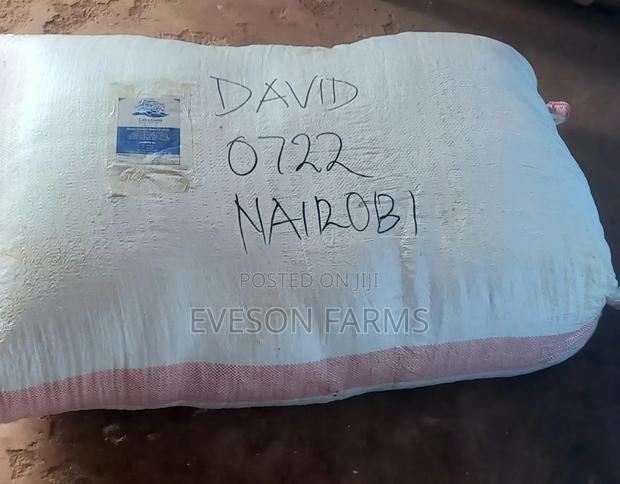 DAVID
0722
NAIROBI
POSTED ON JIJI
EVESON FARMS